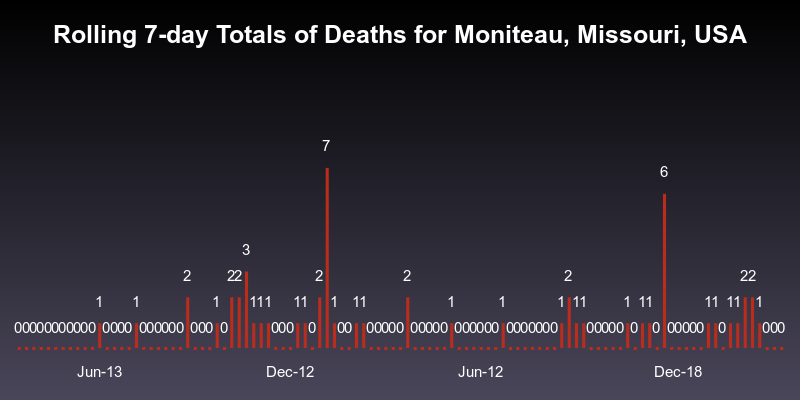 Rolling 7-day Totals of Deaths for Moniteau, Missouri, USA
7
6
3
2 22 2 2 2 22
1 1 1 111 11 1 11 1 1 1 11 1 11 11 11 1
00000000000 0000 000000 000 0 000 0 00 00000 00000 000000 0000000 00000 0 0 00000 0 000
Jun-13 Dec-12 Jun-12 Dec-18